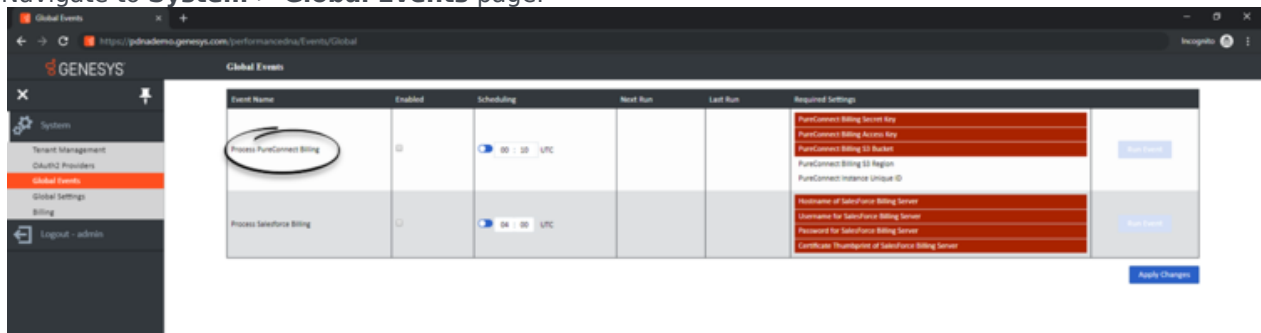 Navigate to System > Global Events page.
Global Events
https://pdnademo.genesys.com/performancedna/Events/Global
Incognito
GENESYS
Global Events
Event Name Enabled Scheduling Next Run Last Run Required Settings
System
Tenant Management
OAuth2 Providers
Global Events
Global Settings
Billing
Logout - admin
Process PureConnect Billing
00 : 10 UTC
PureConnect Billing Secret Key
PureConnect Billing Access Key
PureConnect Billing S3 Bucket
PureConnect Billing S3 Region
PureConnect Instance Unique ID
Run Event
Process Salesforce Billing
04 : 00 UTC
Hostname of SalesForce Billing Server
Username for SalesForce Billing Server
Password for SalesForce Billing Server
Certificate Thumbprint of SalesForce Billing Server
Run Event
Apply Changes